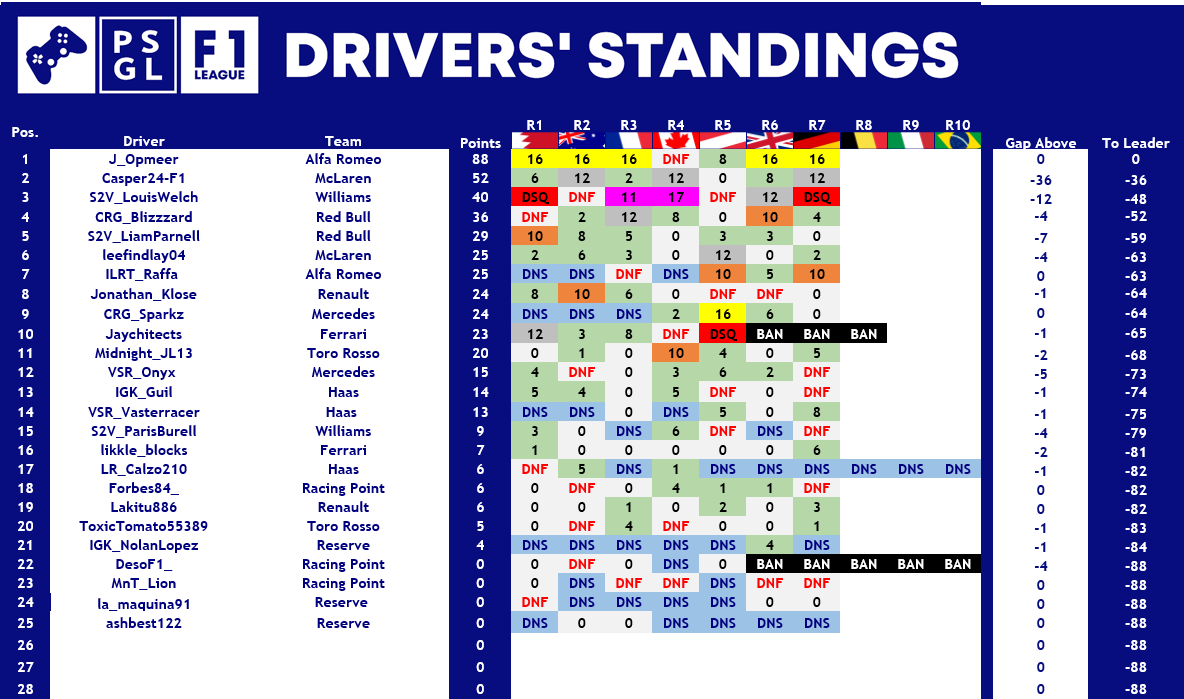 PS GL F1 LEAGUE DRIVERS' STANDINGS
Pos. Driver Team Points R1 R2 R3 R4 R5 R6 R7 R8 R9 R10 Gap Above To Leader
1 J_Opmeer Alfa Romeo 88 16 16 16 DNF 8 16 16 0 0
2 Casper24-F1 McLaren 52 6 12 2 12 0 8 12 -36 -36
3 S2V_LouisWelch Williams 40 DSQ DNF 11 17 DNF 12 DSQ -12 -48
4 CRG_Blizzzard Red Bull 36 DNF 2 12 8 0 10 4 -4 -52
5 S2V_LiamParnell Red Bull 29 10 8 5 0 3 3 0 -7 -59
6 leefindlay04 McLaren 25 2 6 3 0 12 0 2 -4 -63
7 ILRT_Raffa Alfa Romeo 25 DNS DNS DNF DNS 10 5 10 0 -63
8 Jonathan_Klose Renault 24 8 10 6 0 DNF DNF 0 -1 -64
9 CRG_Sparkz Mercedes 24 DNS DNS DNS 2 16 6 0 0 -64
10 Jaychitects Ferrari 23 12 3 8 DNF DSQ BAN BAN BAN -1 -65
11 Midnight_JL13 Toro Rosso 20 0 1 0 10 4 0 5 -2 -68
12 VSR_Onyx Mercedes 15 4 DNF 0 3 6 2 DNF -5 -73
13 IGK_Guil Haas 14 5 4 0 5 DNF 0 DNF -1 -74
14 VSR_Vasterracer Haas 13 DNS DNS 0 DNS 5 0 8 -1 -75
15 S2V_ParisBurell Williams 9 3 0 DNS 6 DNF DNS DNF -4 -79
16 likkle_blocks Ferrari 7 1 0 0 0 0 0 6 -2 -81
17 LR_Calzo210 Haas 6 DNF 5 DNS 1 DNS DNS DNS DNS DNS DNS -1 -82
18 Forbes84_ Racing Point 6 0 DNF 0 4 1 1 DNF 0 -82
19 Lakitu886 Renault 6 0 0 1 0 2 0 3 0 -82
20 ToxicTomato55389 Toro Rosso 5 0 DNF 4 DNF 0 0 1 -1 -83
21 IGK_NolanLopez Reserve 4 DNS DNS DNS DNS DNS 4 DNS -1 -84
22 DesoF1_ Racing Point 0 0 DNF 0 DNS 0 BAN BAN BAN BAN BAN -4 -88
23 MnT_Lion Racing Point 0 0 DNS DNF DNF DNS DNF DNF 0 -88
24 la_maquina91 Reserve 0 DNF DNS DNS DNS DNS 0 0 0 -88
25 ashbest122 Reserve 0 DNS 0 0 DNS DNS DNS DNS 0 -88
26 0 0 -88
27 0 0 -88
28 0 0 -88